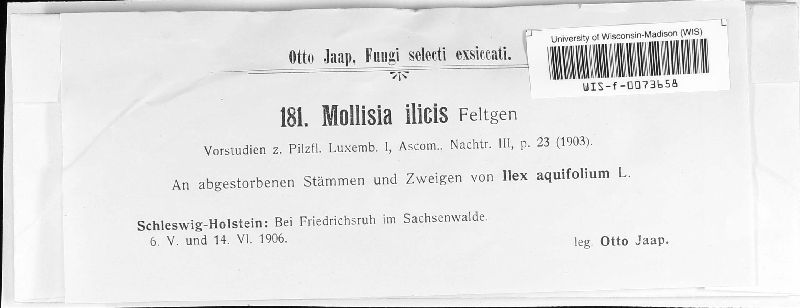 University of Wisconsin-Madison (WIS)
WIS-f-0073658
Otto Jaap, Fungi selecti exsiccati.
181. Mollisia ilicis Feltgen
Vorstudien z. Pilzfl. Luxemb. I, Ascom., Nachtr. III, p. 23 (1903).
An abgestorbenen Stämmen und Zweigen von Ilex aquifolium L.
Schleswig-Holstein: Bei Friedrichsruh im Sachsenwalde.
6. V. und 14. VI. 1906.
leg. Otto Jaap.